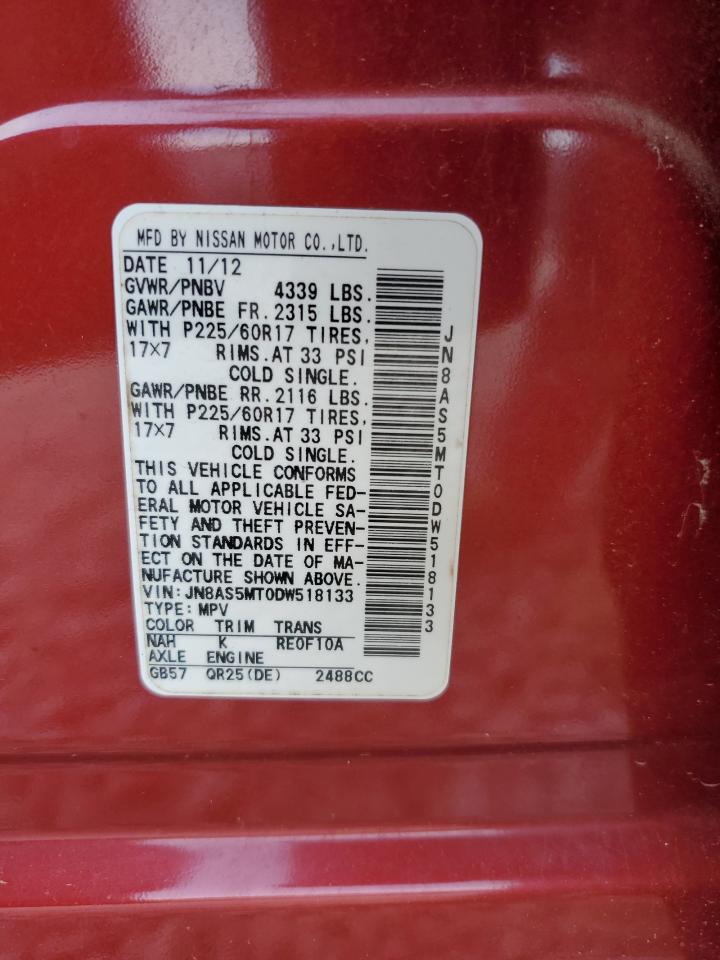 MFD BY NISSAN MOTOR CO.,LTD.
DATE 11/12
GVWR/PNBV 4339 LBS.
GAWR/PNBE FR. 2315 LBS.
WITH P225/60R17 TIRES,
17X7 RIMS.AT 33 PSI
COLD SINGLE.
GAWR/PNBE RR. 2116 LBS.
WITH P225/60R17 TIRES,
17X7 RIMS.AT 33 PSI
COLD SINGLE.
THIS VEHICLE CONFORMS
TO ALL APPLICABLE FED-
ERAL MOTOR VEHICLE SA-
FETY AND THEFT PREVEN-
TION STANDARDS IN EFF-
ECT ON THE DATE OF MA-
NUFACTURE SHOWN ABOVE.
VIN: JN8AS5MT0DW518133
TYPE: MPV
COLOR TRIM TRANS
NAH K RE0F10A
AXLE ENGINE
GB57 QR25(DE) 2488CC
JN8AS5MT0DW518133